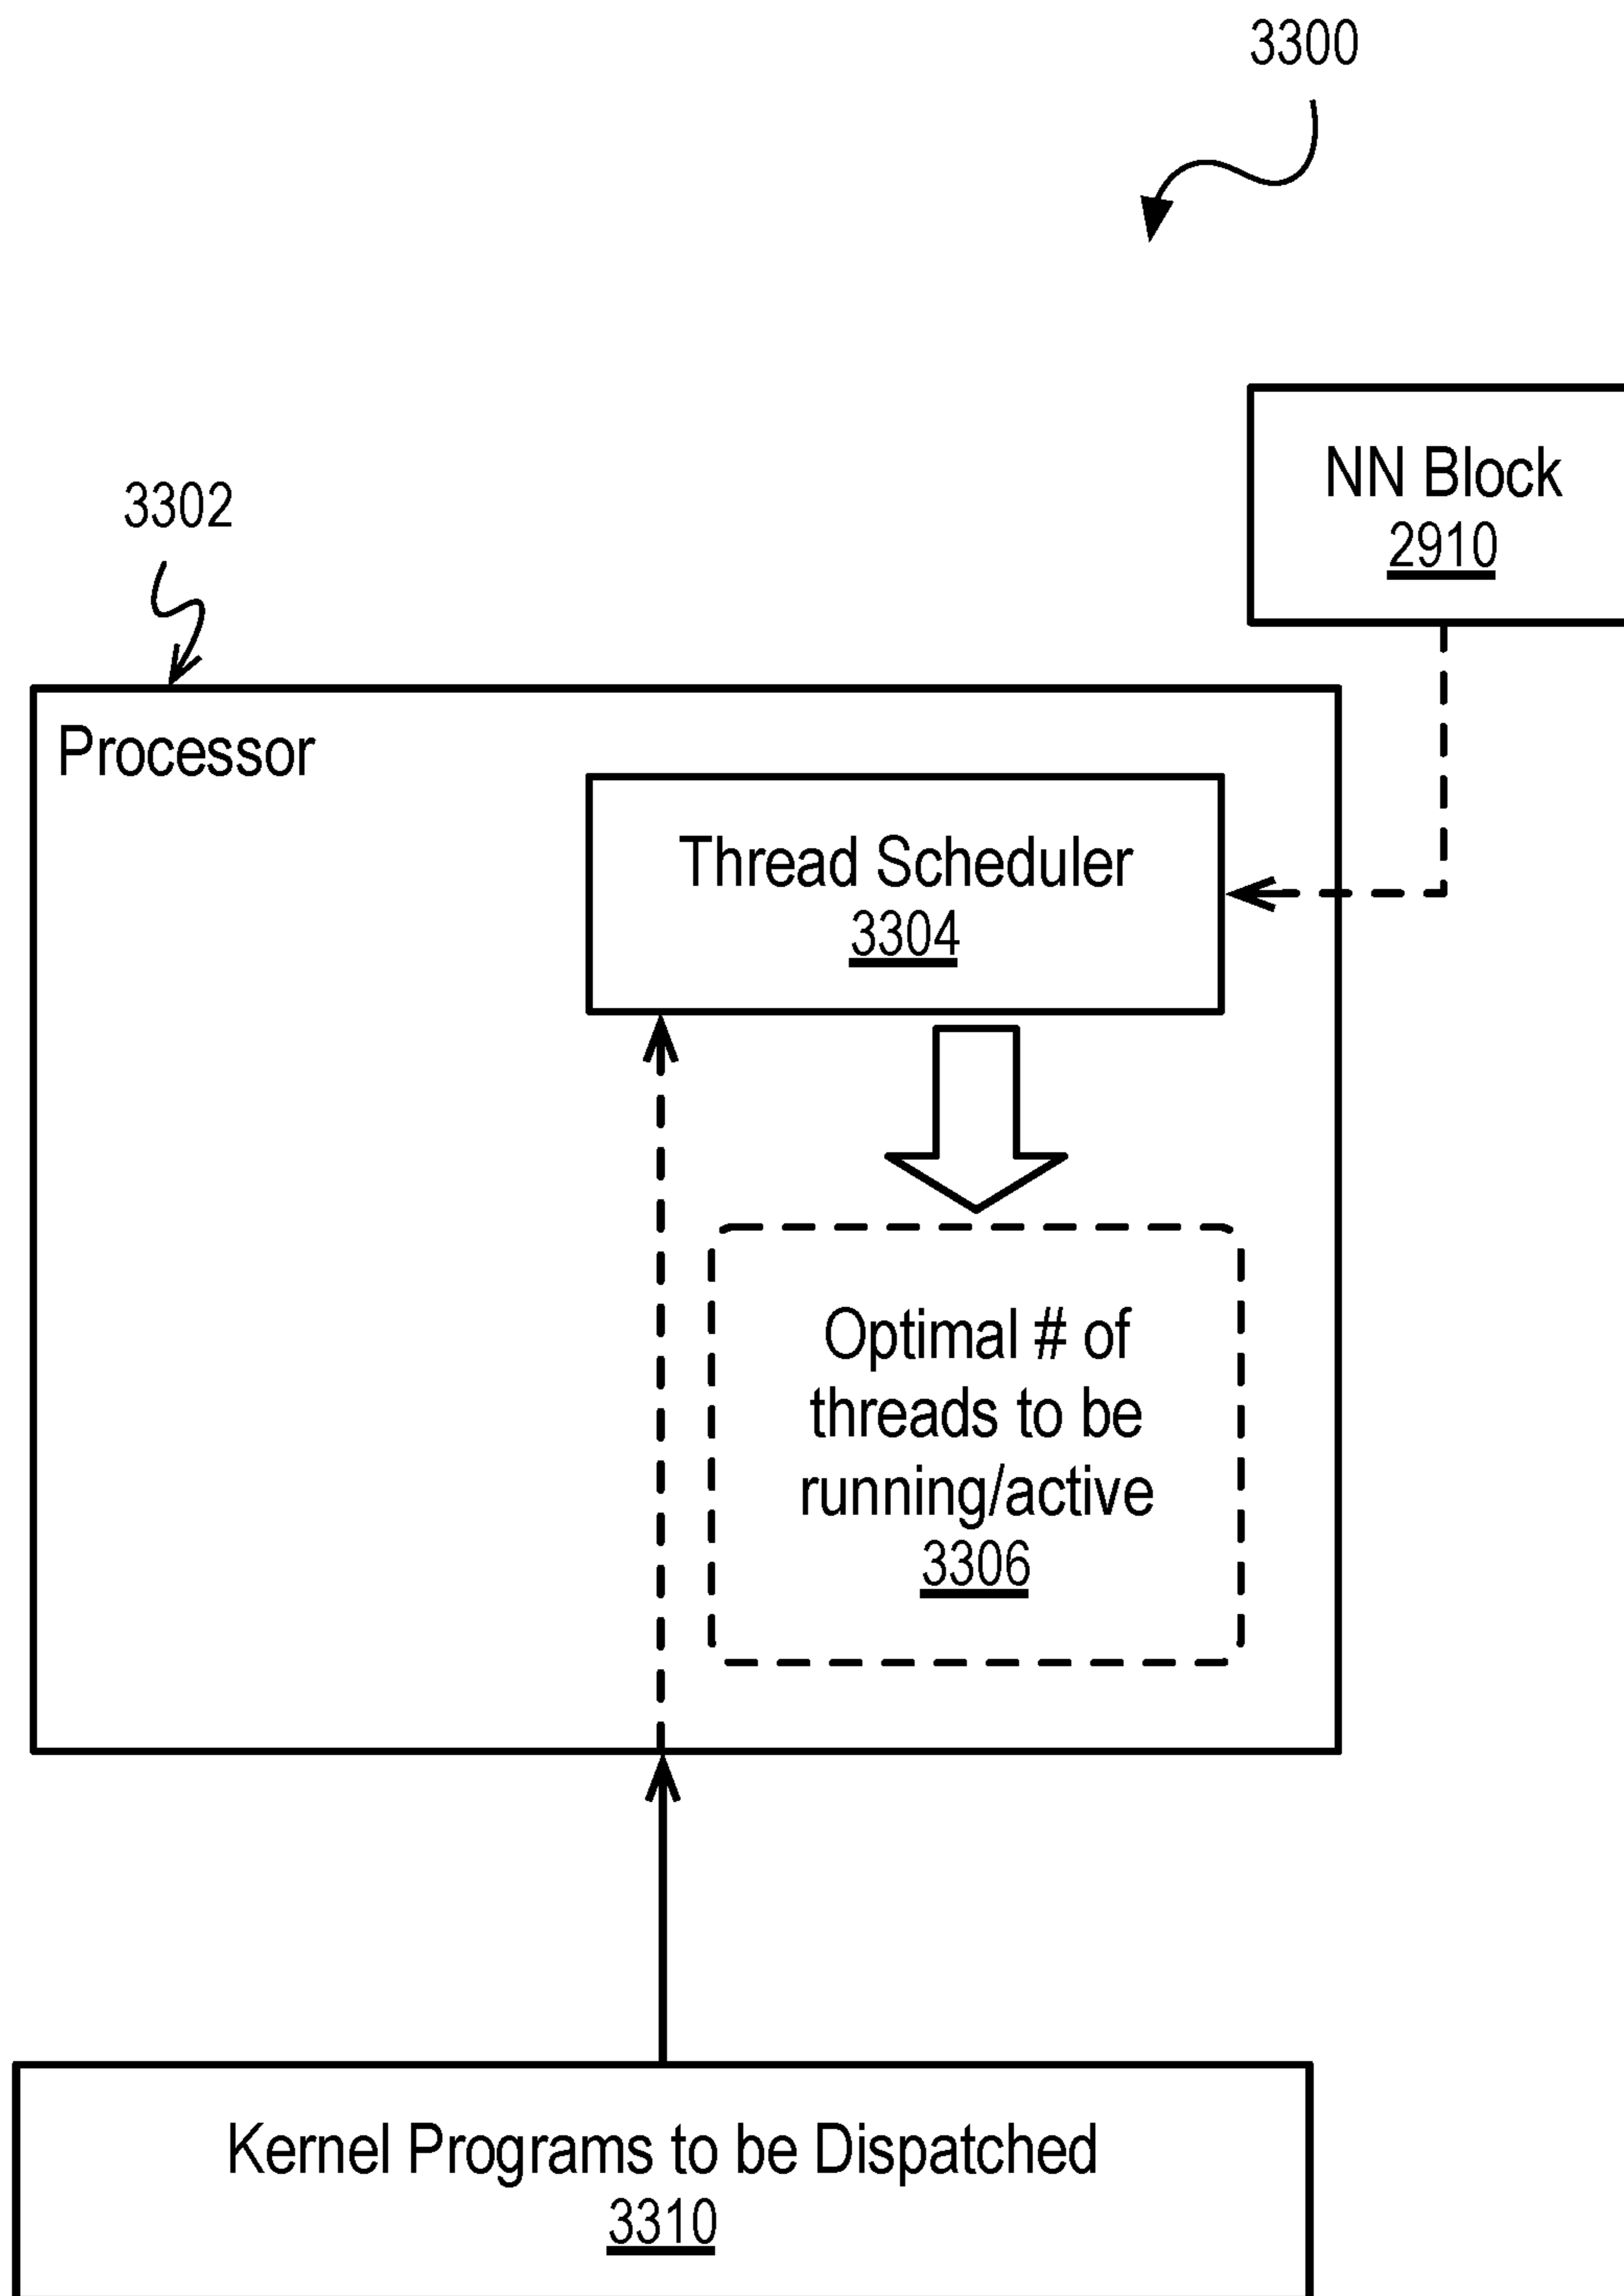 3300
NN Block
2910
3302
Processor
Thread Scheduler
3304
Optimal # of
threads to be
running/active
3306
Kernel Programs to be Dispatched
3310